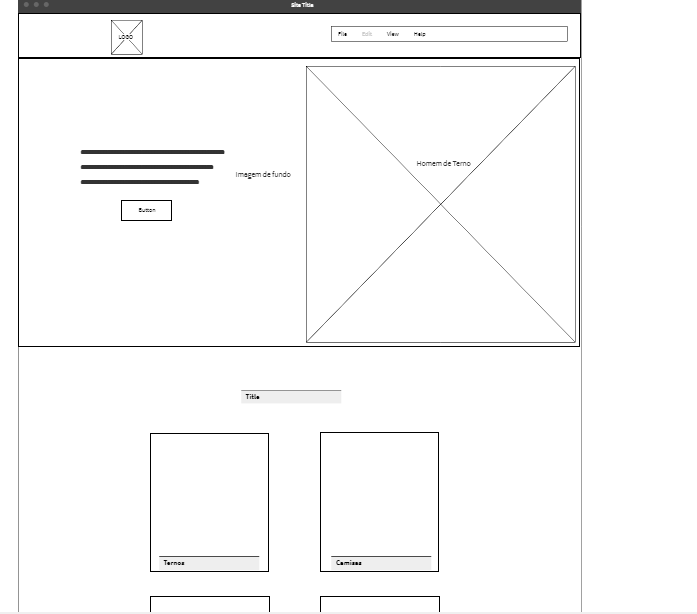 Site Title
LOGO
File Edit View Help
Homem de Terno
Imagem de fundo
Button
Title
Ternos Camisas